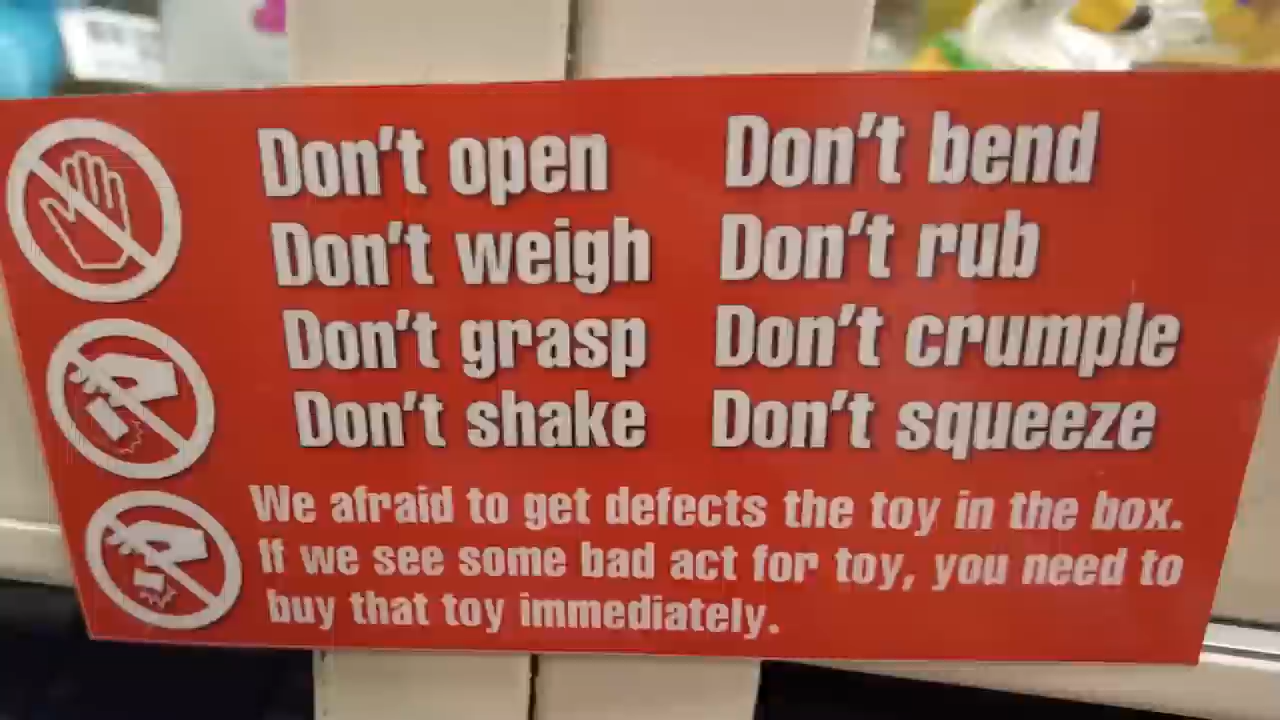 Don't open Don't bend
Don't weigh Don't rub
Don't grasp Don't crumple
Don't shake Don't squeeze
We afraid to get defects the toy in the box.
If we see some bad act for toy, you need to
buy that toy immediately.